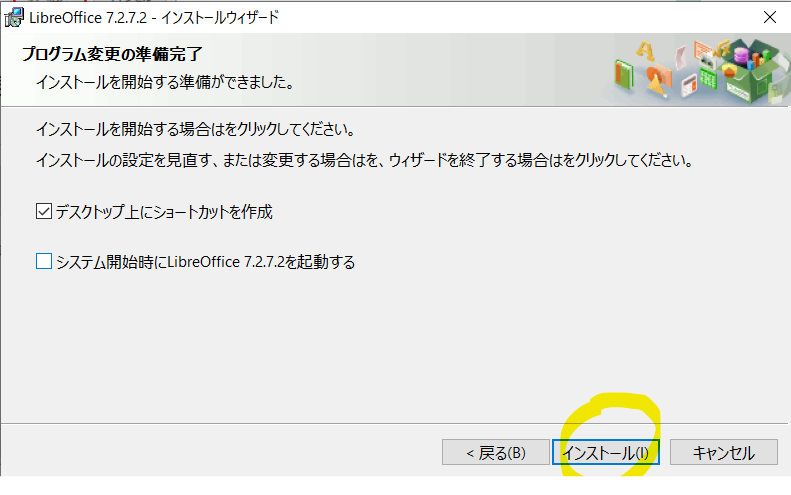 LibreOffice 7.2.7.2 - インストールウィザード
プログラム変更の準備完了
インストールを開始する準備ができました。
インストールを開始する場合はをクリックしてください。
インストールの設定を見直す、または変更する場合はを、ウィザードを終了する場合はをクリックしてください。
デスクトップ上にショートカットを作成
システム開始時にLibreOffice 7.2.7.2を起動する
< 戻る(B) インストール(I) キャンセル